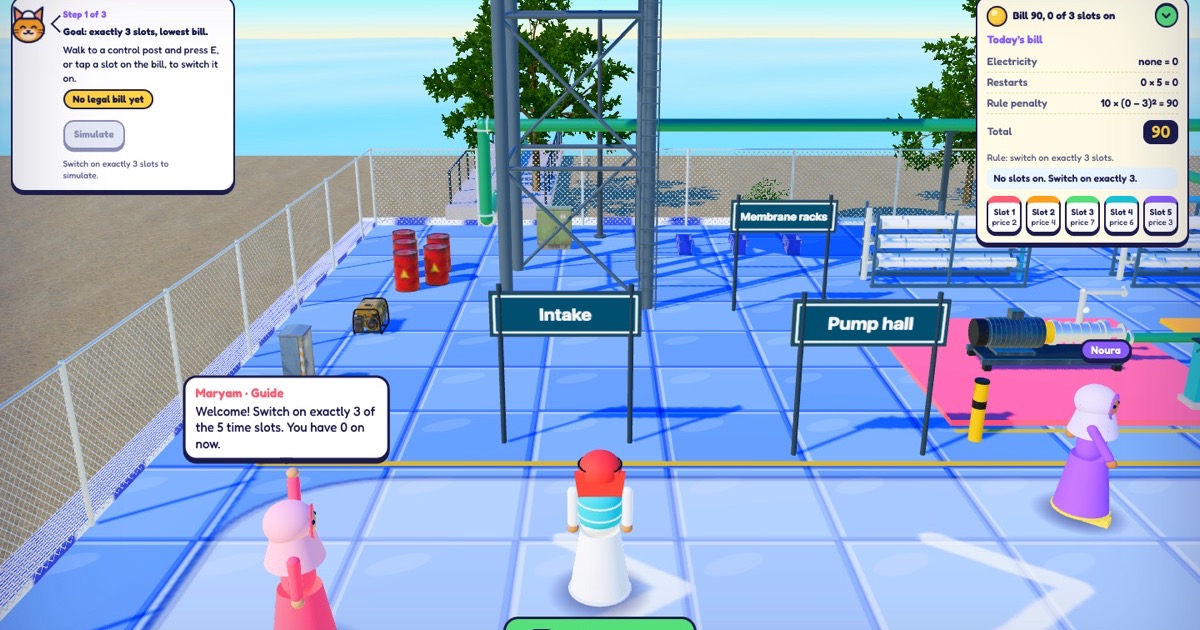 Step 1 of 3
Goal: exactly 3 slots, lowest bill.
Walk to a control post and press E,
or tap a slot on the bill, to switch it
on.
No legal bill yet
Simulate
Switch on exactly 3 slots to
simulate.
Bill 90, 0 of 3 slots on
Today's bill
Electricity none = 0
Restarts 0 × 5 = 0
Rule penalty 10 × (0 – 3)² = 90
Total 90
Rule: switch on exactly 3 slots.
No slots on. Switch on exactly 3.
Slot 1 Slot 2 Slot 3 Slot 4 Slot 5
price 2 price 4 price 7 price 6 price 3
Membrane racks
Intake
Pump hall
Noura
Maryam · Guide
Welcome! Switch on exactly 3 of
the 5 time slots. You have 0 on
now.